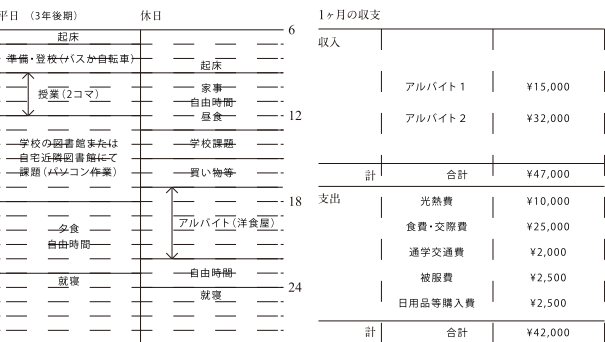 平日 （3年後期）
休日
6
起床
準備・登校（バスか自転車）
起床
授業（2コマ）
家事
自由時間
昼食
12
学校の図書館または
自宅近隣図書館にて
課題（パソコン作業）
学校課題
買い物等
18
アルバイト（洋食屋）
夕食
自由時間
自由時間
就寝
24
就寝
1ヶ月の収支
収入
アルバイト1 ¥15,000
アルバイト2 ¥32,000
計 合計 ¥47,000
支出 光熱費 ¥10,000
食費・交際費 ¥25,000
通学交通費 ¥2,000
被服費 ¥2,500
日用品等購入費 ¥2,500
計 合計 ¥42,000